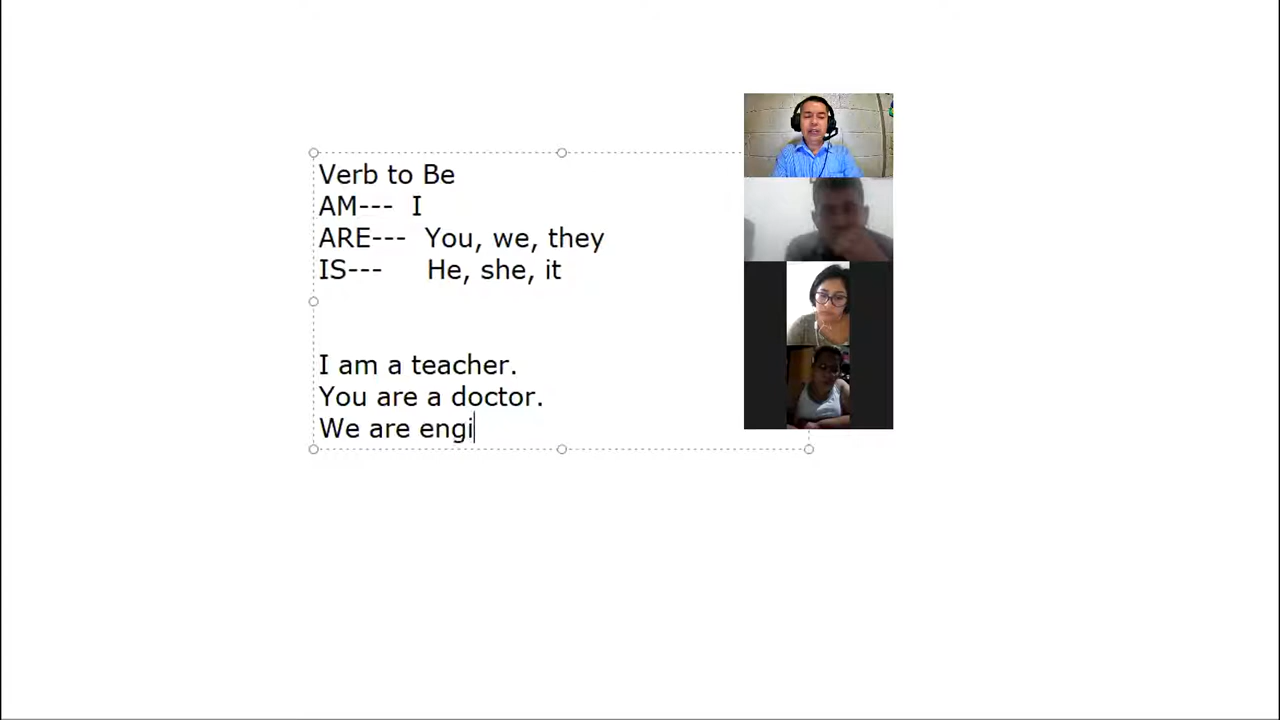 Verb to Be
AM--- I
ARE--- You, we, they
IS--- He, she, it
I am a teacher.
You are a doctor.
We are engi